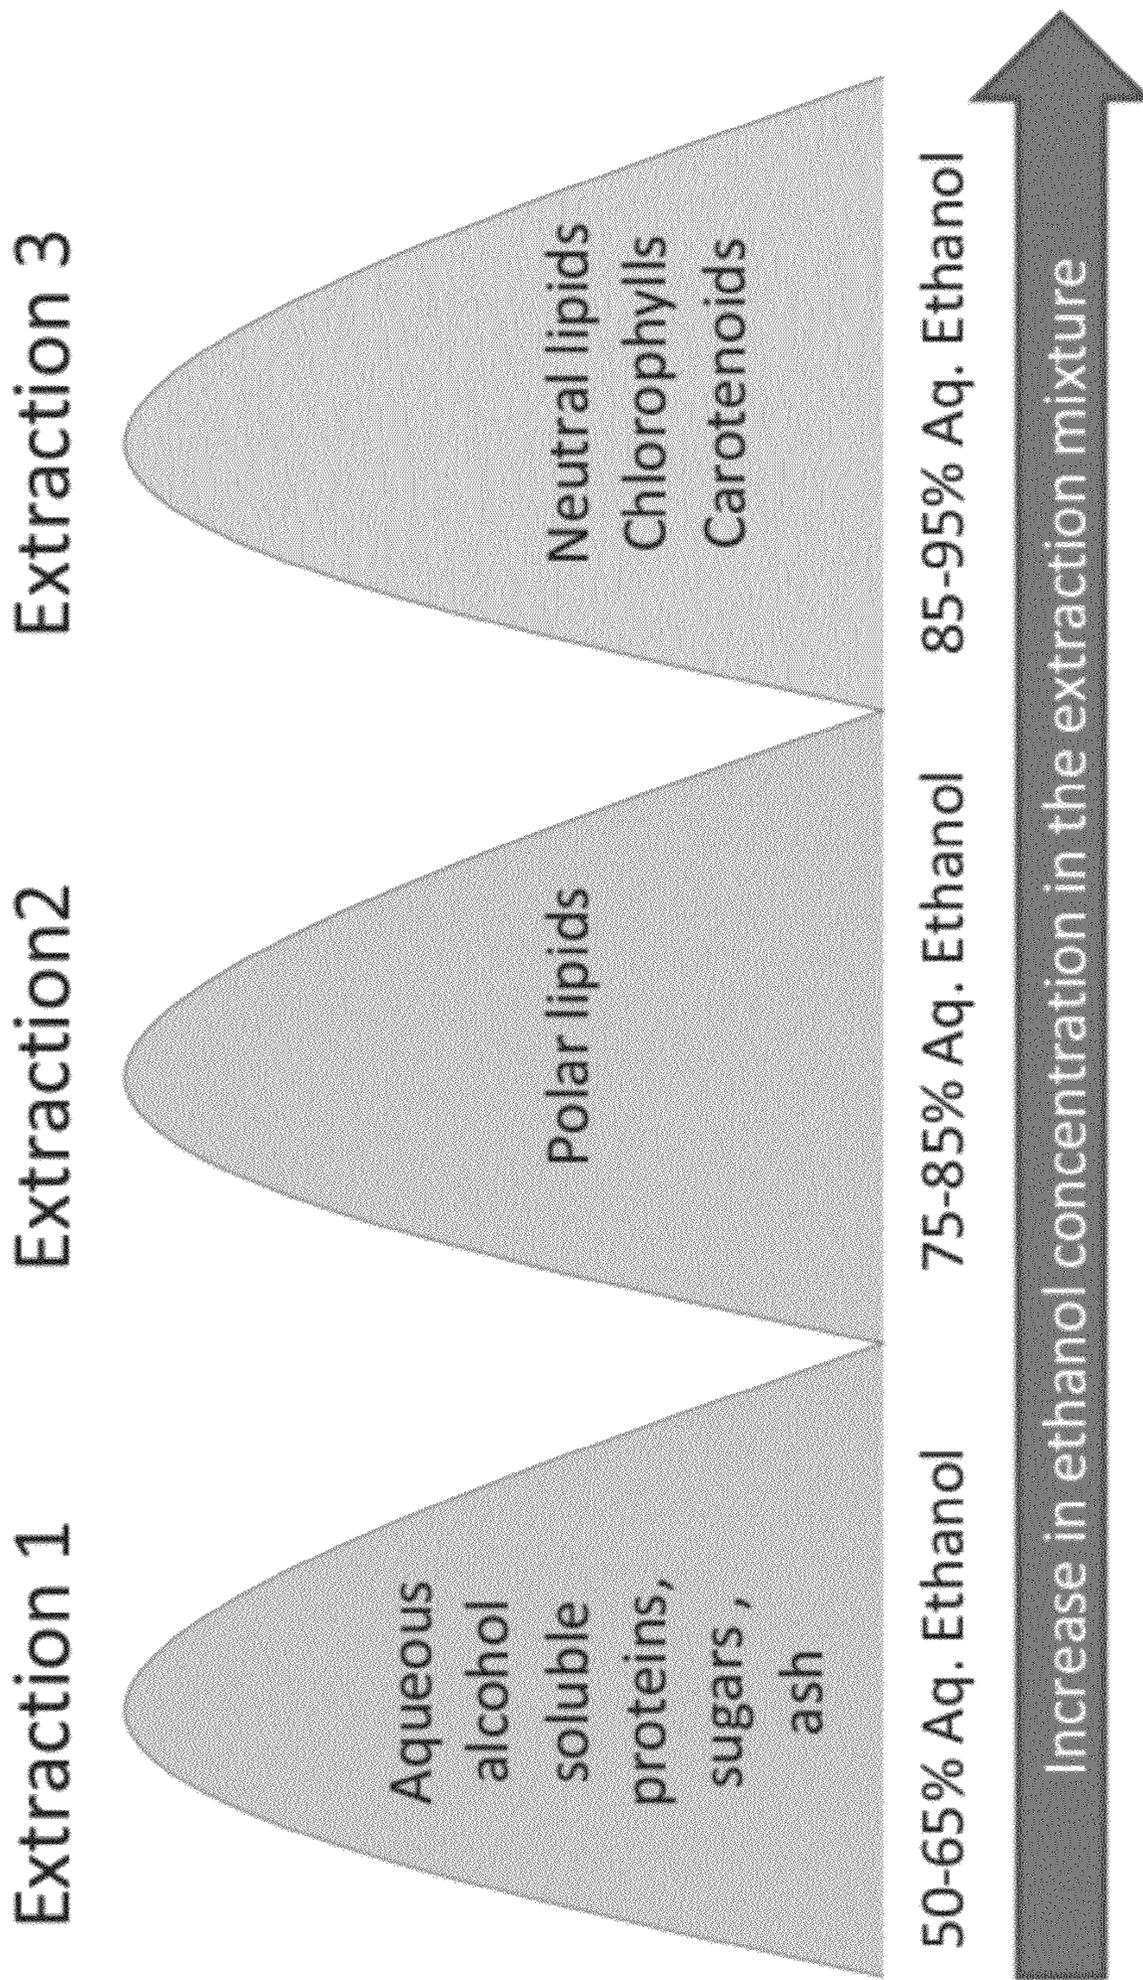 Extraction 1
Extraction2
Extraction 3
Aqueous
alcohol
soluble
proteins,
sugars ,
ash
Polar lipids
Neutral lipids
Chlorophylls
Carotenoids
50-65% Aq. Ethanol
75-85% Aq. Ethanol
85-95% Aq. Ethanol
Increase in ethanol concentration in the extraction mixture